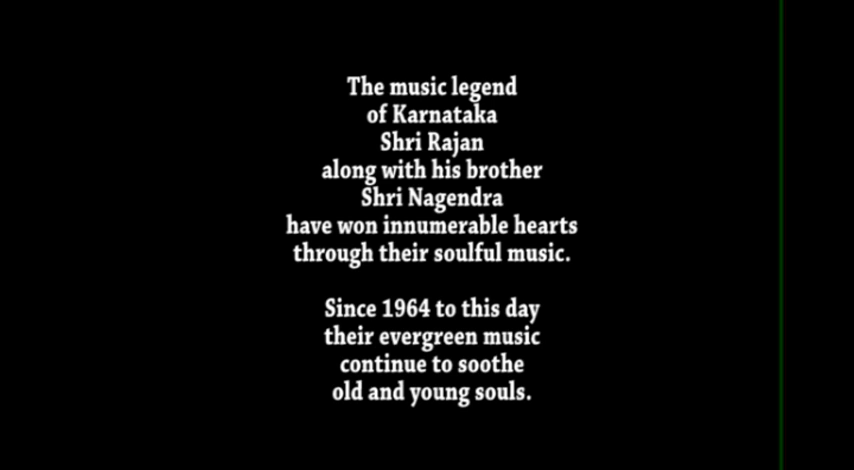 The music legend
of Karnataka
Shri Rajan
along with his brother
Shri Nagendra
have won innumerable hearts
through their soulful music.
Since 1964 to this day
their evergreen music
continue to soothe
old and young souls.